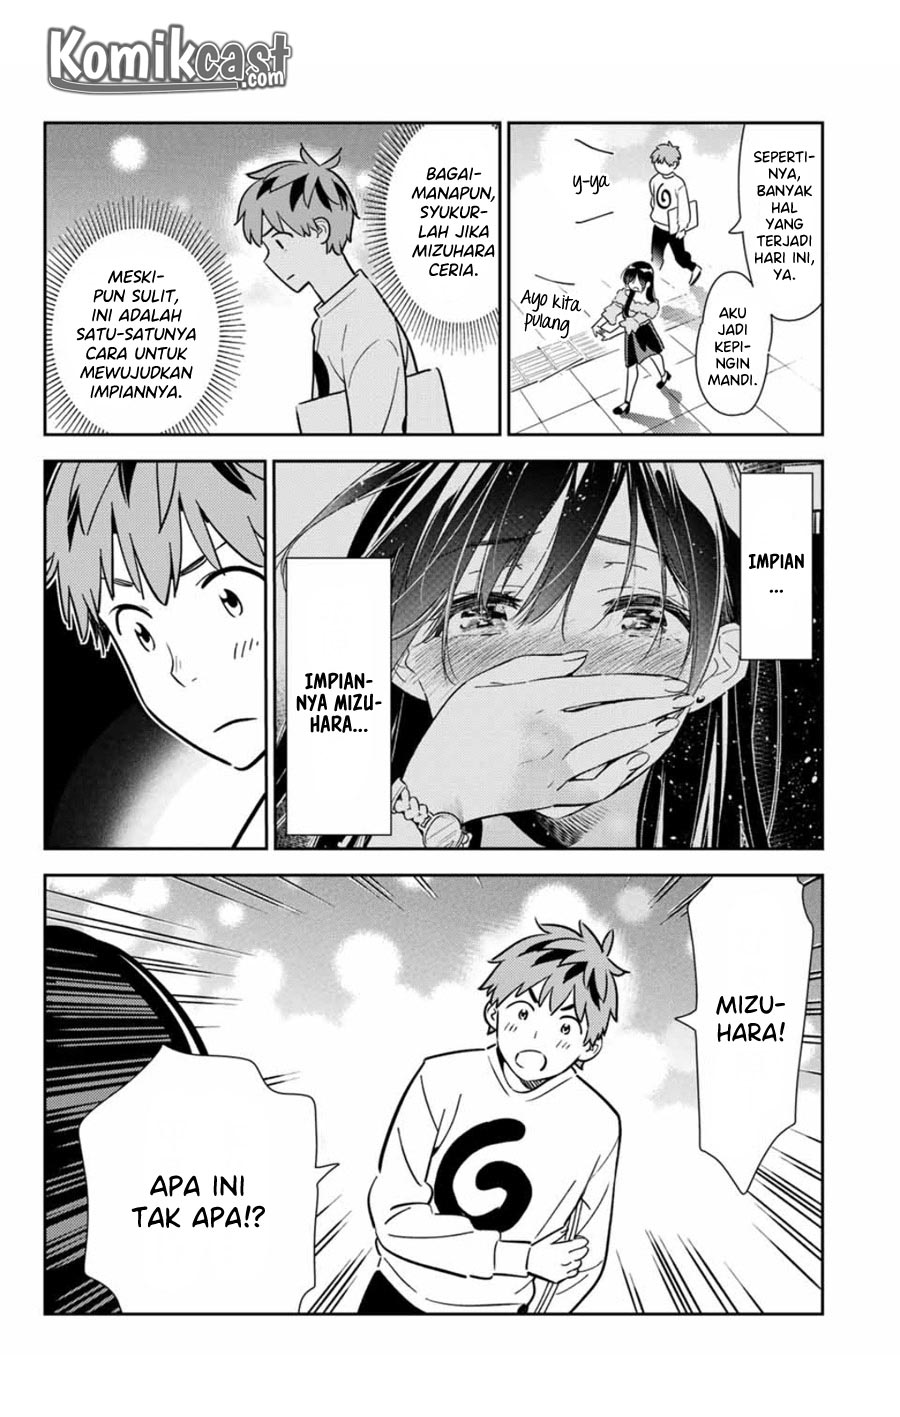 Komikcast
.com
SEPERTI-
NYA,
BANYAK
HAL
YANG
TERJADI
HARI INI,
YA.
AKU
JADI
KEPI-
NGIN
MANDI.
y-ya
Ayo kita
pulang
BAGAI-
MANAPUN,
SYUKUR-
LAH JIKA
MIZUHARA
CERIA.
MESKI-
PUN SULIT,
INI ADALAH
SATU-SATUNYA
CARA UNTUK
MEWUJUDKAN
IMPIANNYA.
IMPIAN
...
IMPIAN-
NYA MIZU-
HARA...
MIZU-
HARA!
APA INI
TAK APA!?